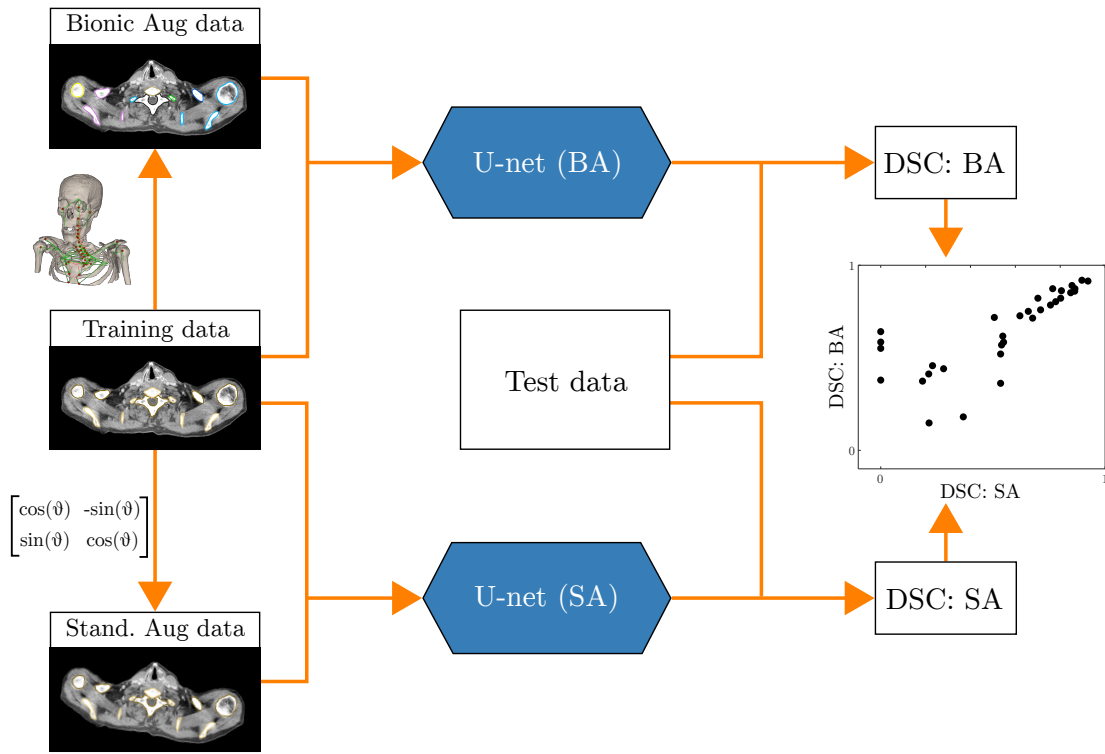 Bionic Aug data
U-net (BA)
DSC: BA
Training data
Test data
1
DSC: BA
0
0
1
DSC: SA
cos(ϑ) -sin(ϑ)
sin(ϑ) cos(ϑ)
U-net (SA)
DSC: SA
Stand. Aug data